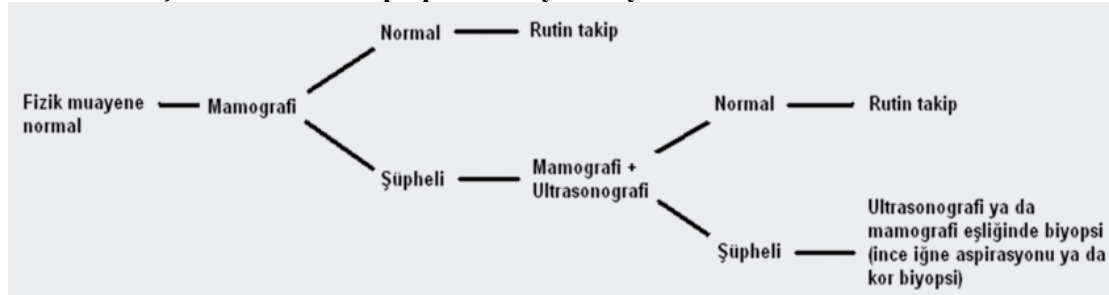 Normal
Rutin takip
Fizik muayene
normal
Mamografi
Şüpheli
Mamografi +
Ultrasonografi
Normal
Rutin takip
Şüpheli
Ultrasonografi ya da
mamografi eşliğinde biyopsi
(ince iğne aspirasyonu ya da
kor biyopsi)